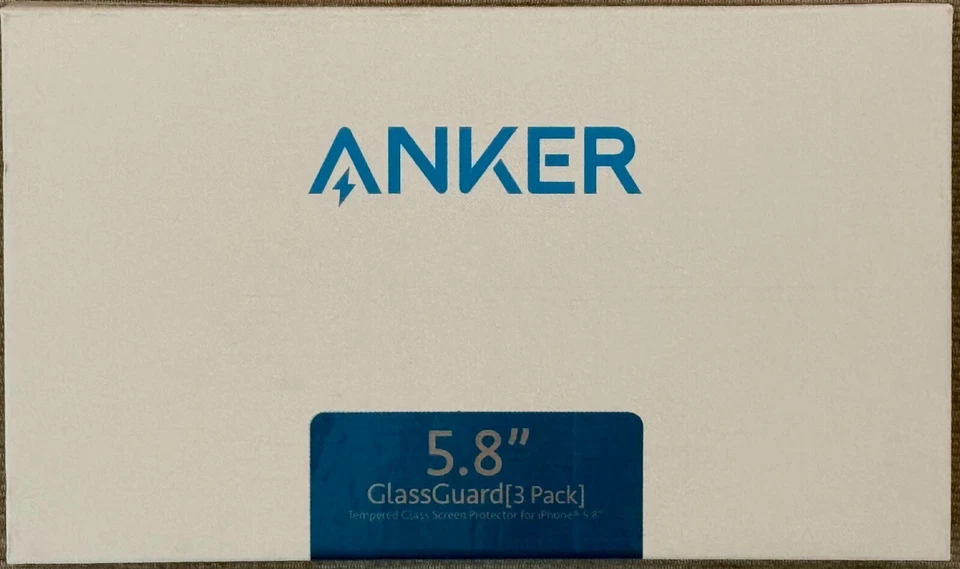 ANKER
5.8”
GlassGuard[3 Pack]
Tempered Glass Screen Protector for iPhone® 5.8”